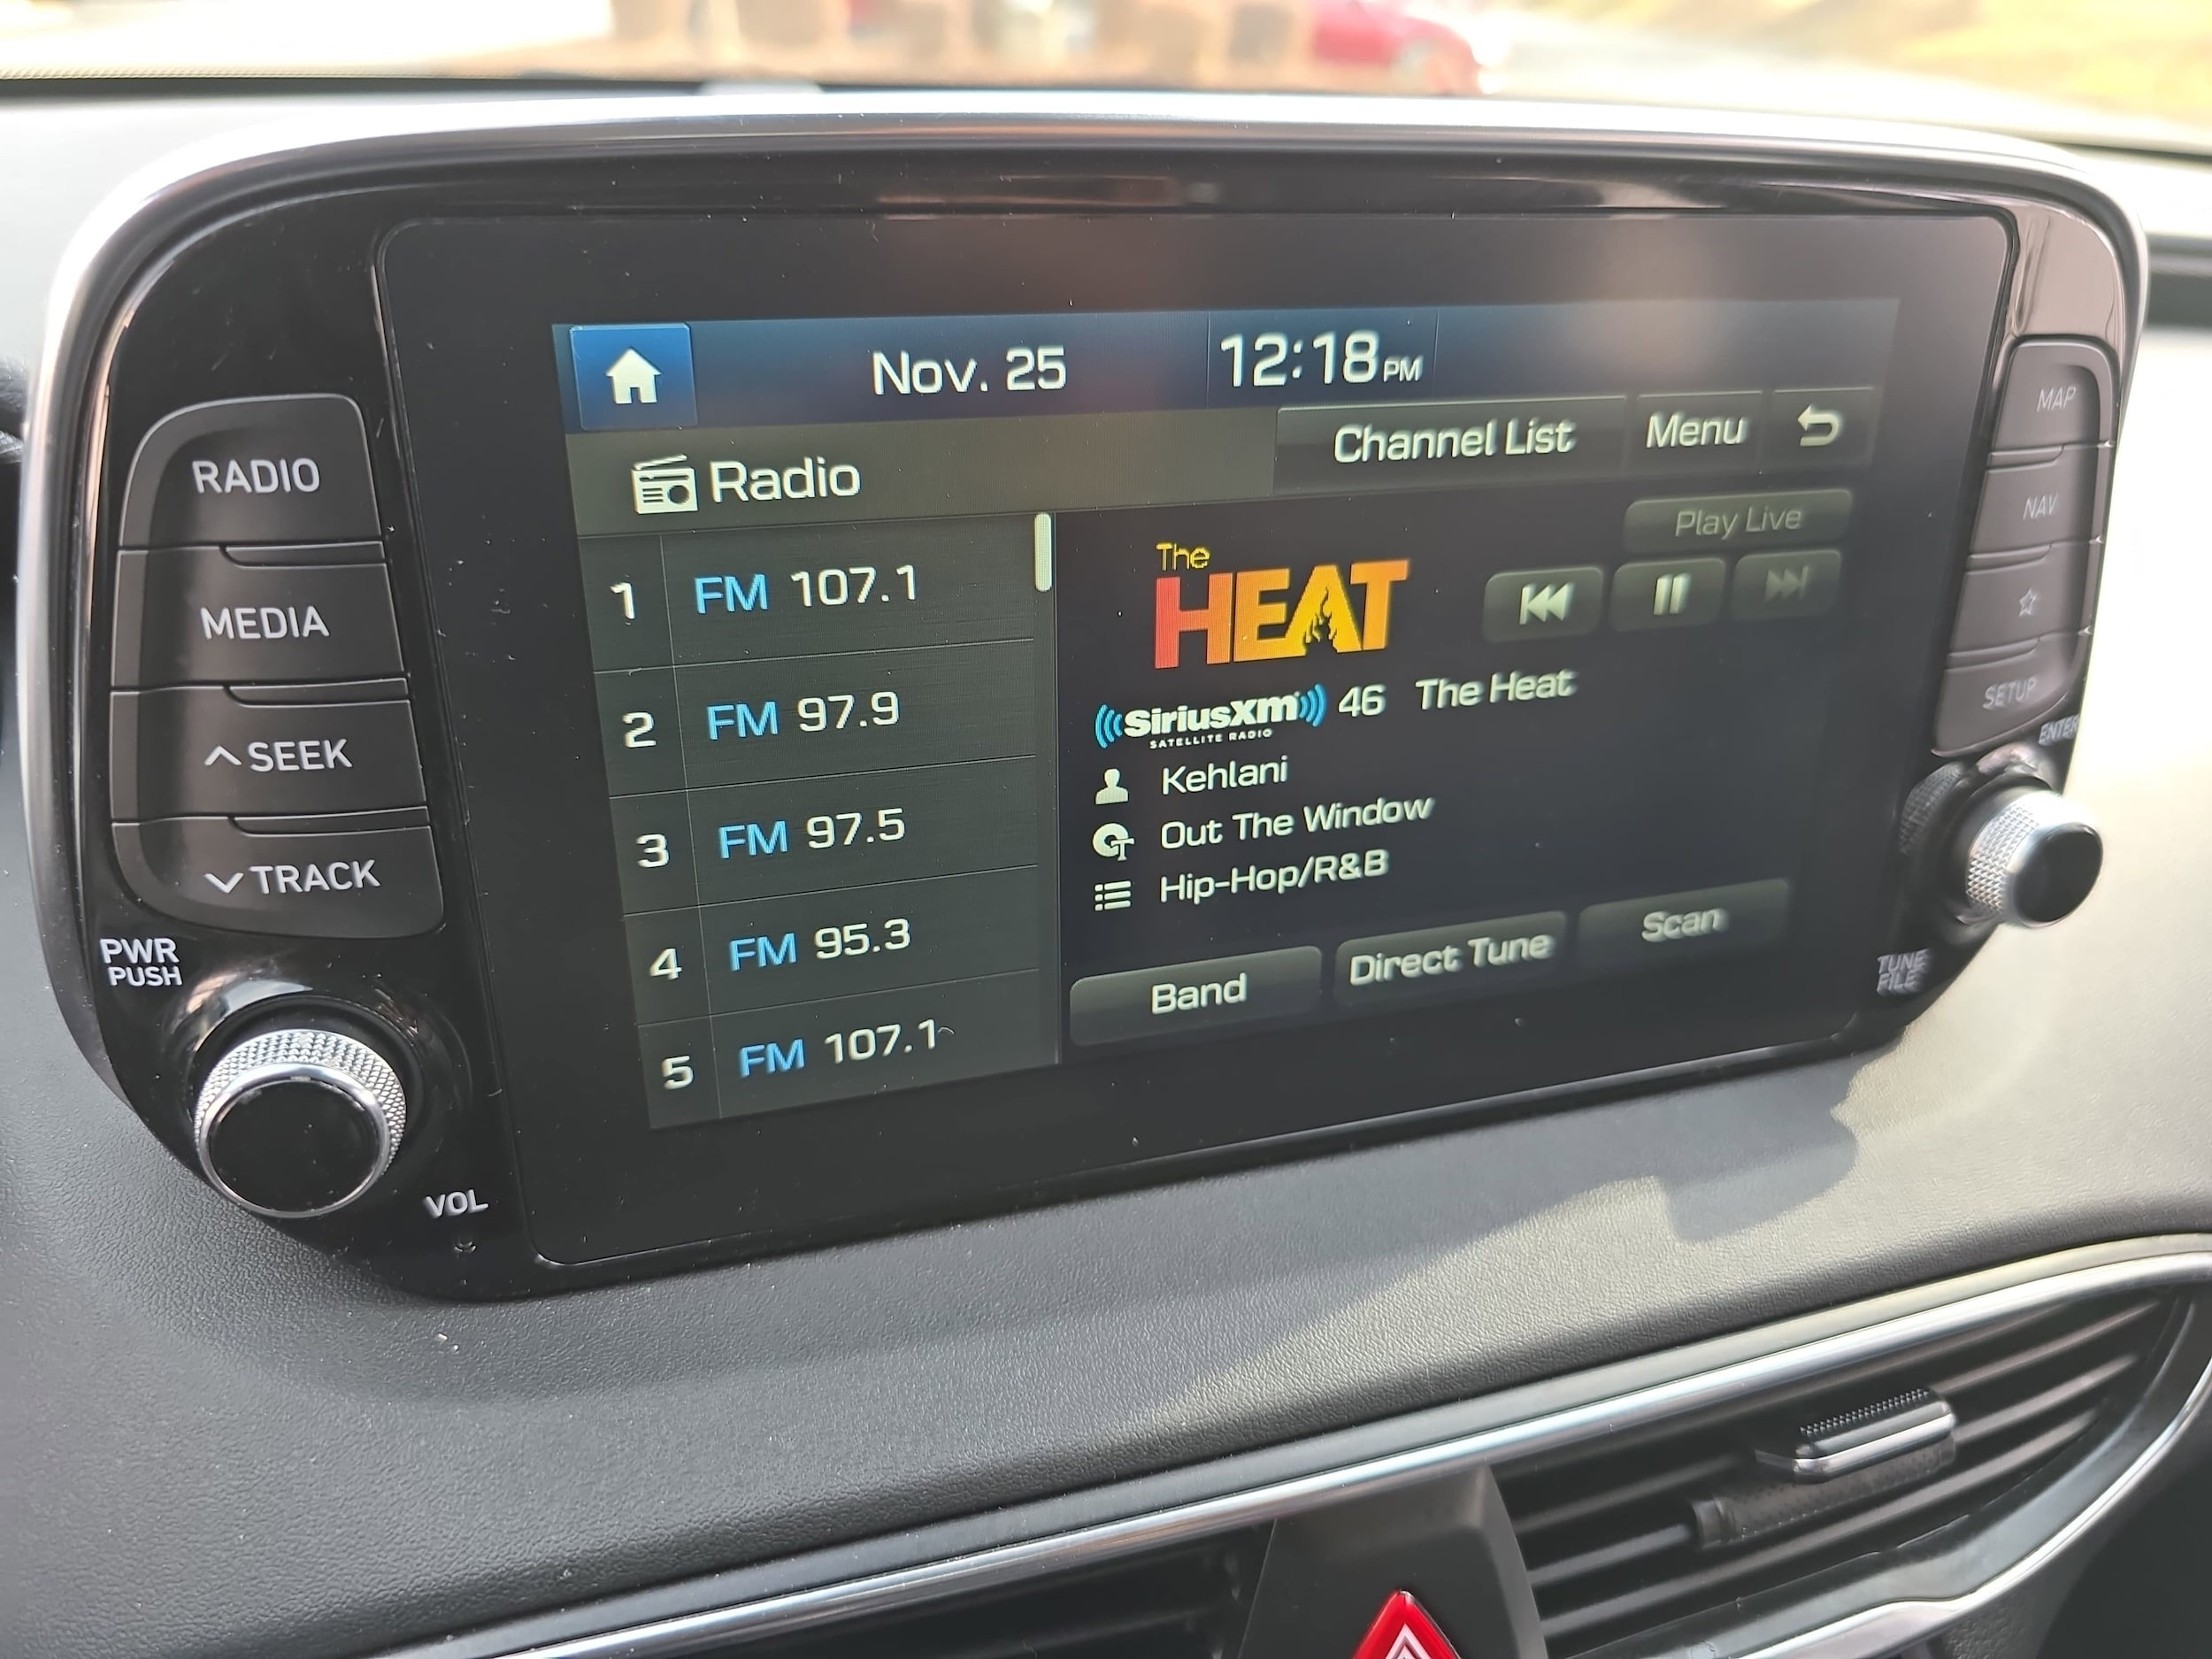 Nov. 25 12:18 PM
Radio Channel List Menu
1 FM 107.1
2 FM 97.9
3 FM 97.5
4 FM 95.3
5 FM 107.1
Play Live
The
HEAT
((SiriusXM)) 46 The Heat
SATELLITE RADIO
Kehlani
Out The Window
Hip-Hop/R&B
Band Direct Tune Scan
RADIO
MEDIA
SEEK
TRACK
PWR
PUSH
VOL
MAP
NAV
SETUP
ENTER
TUNE
FILE